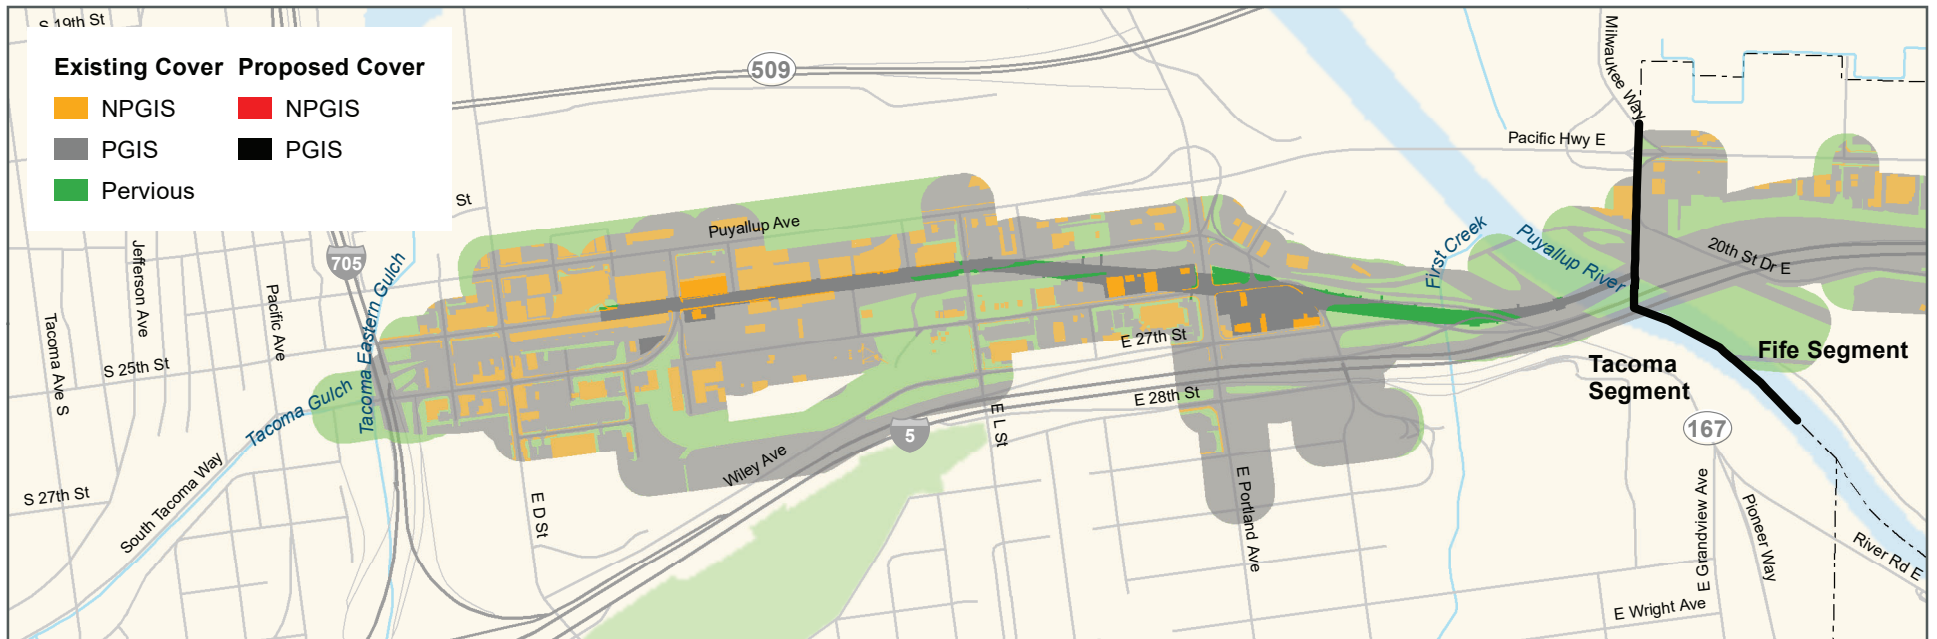 S 19th St
Existing Cover Proposed Cover
NPGIS NPGIS
PGIS PGIS
Pervious
509
Milwaukee Way
Pacific Hwy E
St
Puyallup Ave
First Creek
Puyallup River
20th St Dr E
705
Jefferson Ave
Tacoma Eastern Gulch
Pacific Ave
Tacoma Ave S
S 25th St
Tacoma Gulch
E 27th St
E 28th St
Tacoma
Segment
Fife Segment
167
5
E L St
Wiley Ave
South Tacoma Way
S 27th St
E D St
E Portland Ave
E Grandview Ave
Pioneer Way
River Rd E
E Wright Ave